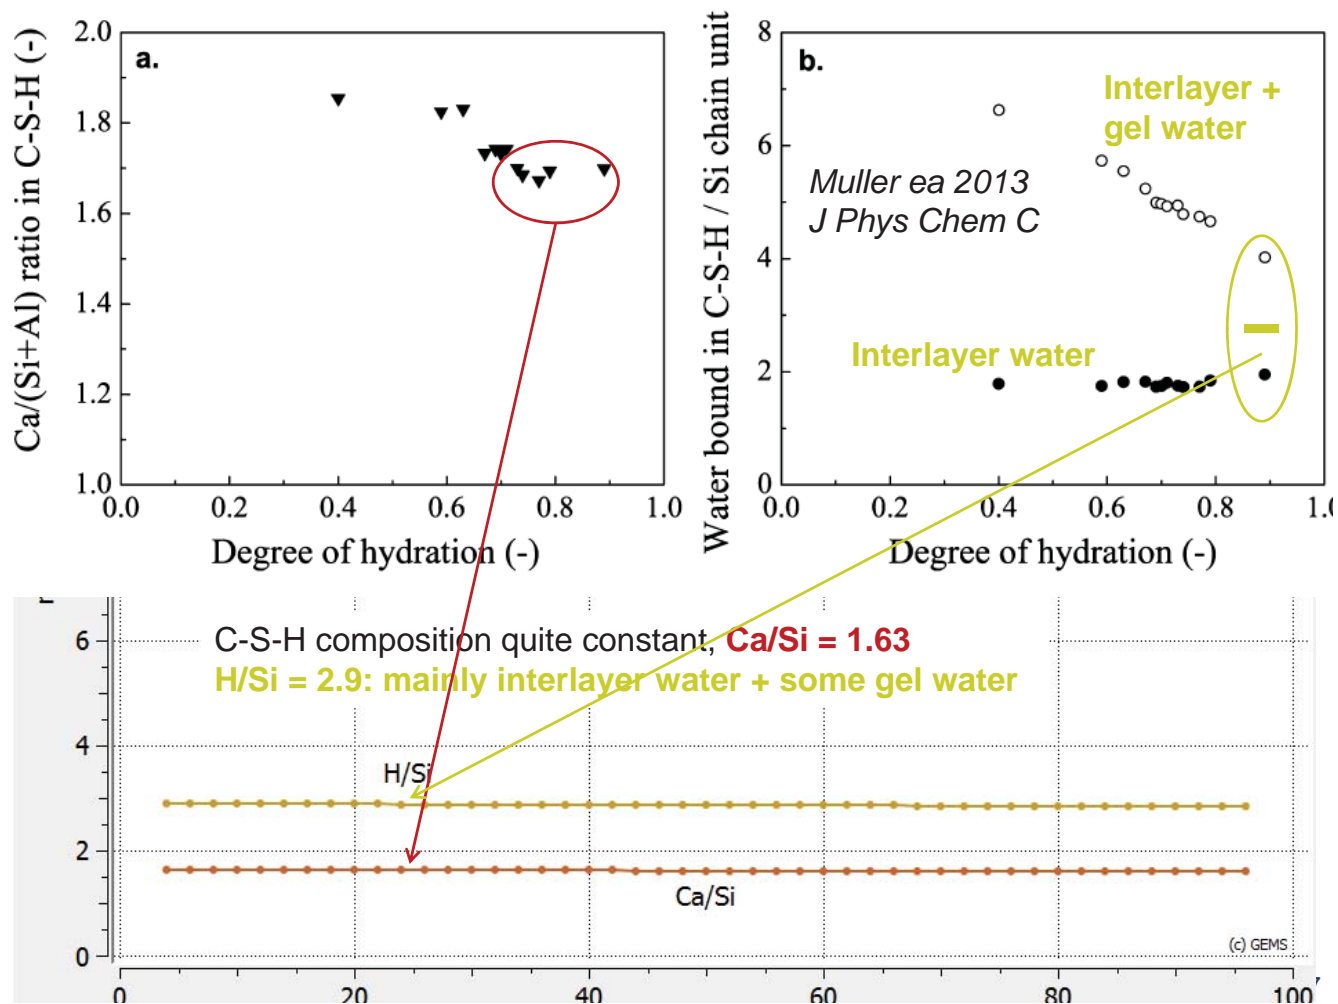 a.
2.0
1.8
1.6
1.4
1.2
1.0
Ca/(Si+Al) ratio in C-S-H (-)
0.0 0.2 0.4 0.6 0.8 1.0
Degree of hydration (-)
b.
8
6
4
2
0
Water bound in C-S-H / Si chain unit
Interlayer +
gel water
Muller ea 2013
J Phys Chem C
Interlayer water
0.0 0.2 0.4 0.6 0.8
Degree of hydration (-)
C-S-H composition quite constant, Ca/Si = 1.63
H/Si = 2.9: mainly interlayer water + some gel water
6
4
2
0
H/Si
Ca/Si
(c) GEMS
0 20 40 60 80 100